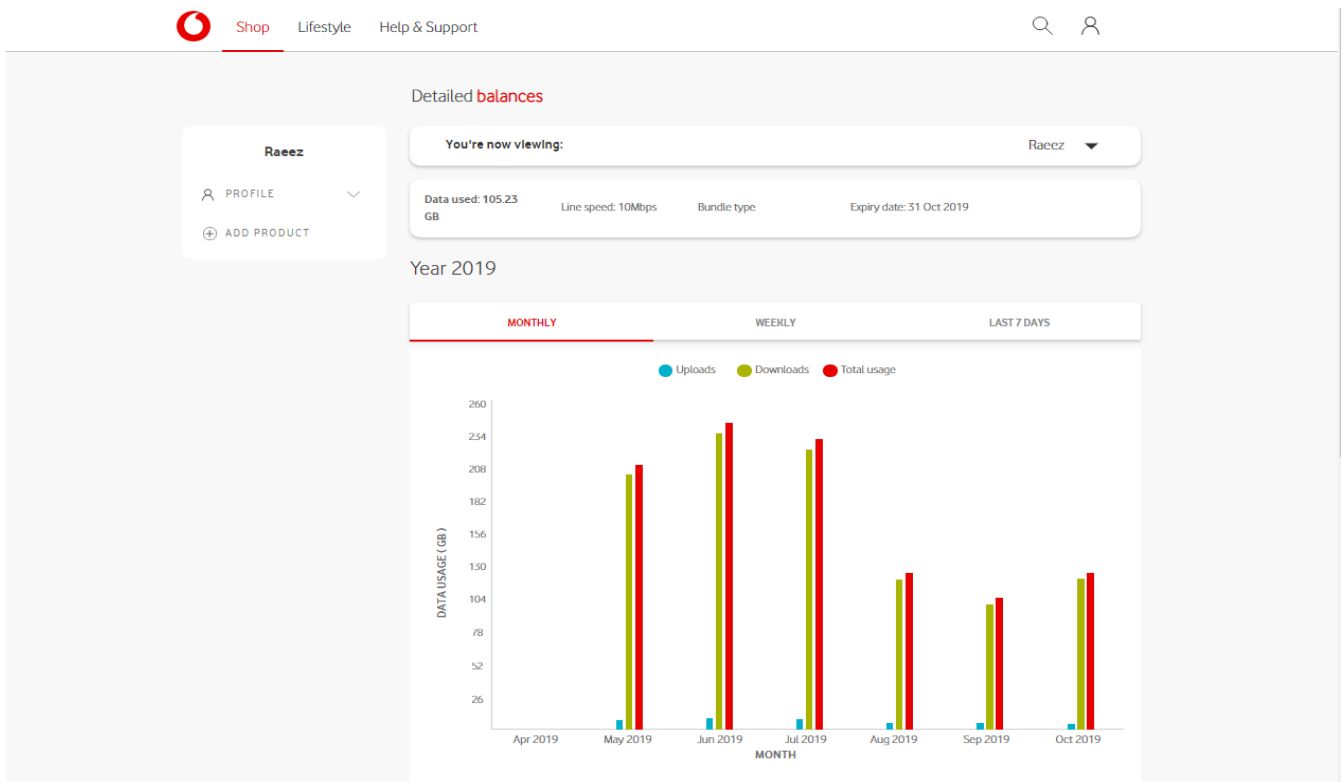 Shop Lifestyle Help & Support
Detailed balances
Raeez
PROFILE
ADD PRODUCT
You're now viewing: Raeez
Data used: 105.23
GB
Line speed: 10Mbps
Bundle type
Expiry date: 31 Oct 2019
Year 2019
MONTHLY WEEKLY LAST 7 DAYS
Uploads Downloads Total usage
DATA USAGE (GB)
260
234
208
182
156
130
104
78
52
26
Apr 2019 May 2019 Jun 2019 Jul 2019 Aug 2019 Sep 2019 Oct 2019
MONTH